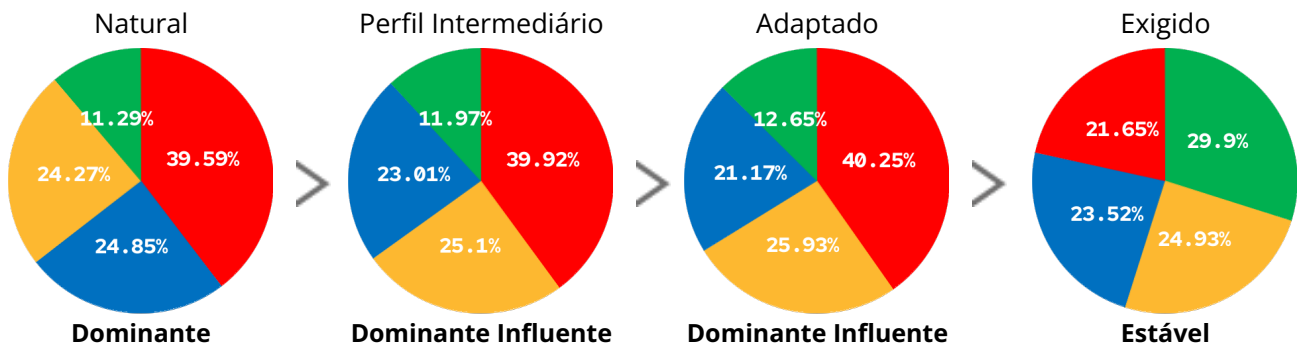 Natural
11.29%
39.59%
24.27%
24.85%
Dominante
Perfil Intermediário
11.97%
39.92%
23.01%
25.1%
Dominante Influente
Adaptado
12.65%
40.25%
21.17%
25.93%
Dominante Influente
Exigido
21.65%
29.9%
23.52%
24.93%
Estável